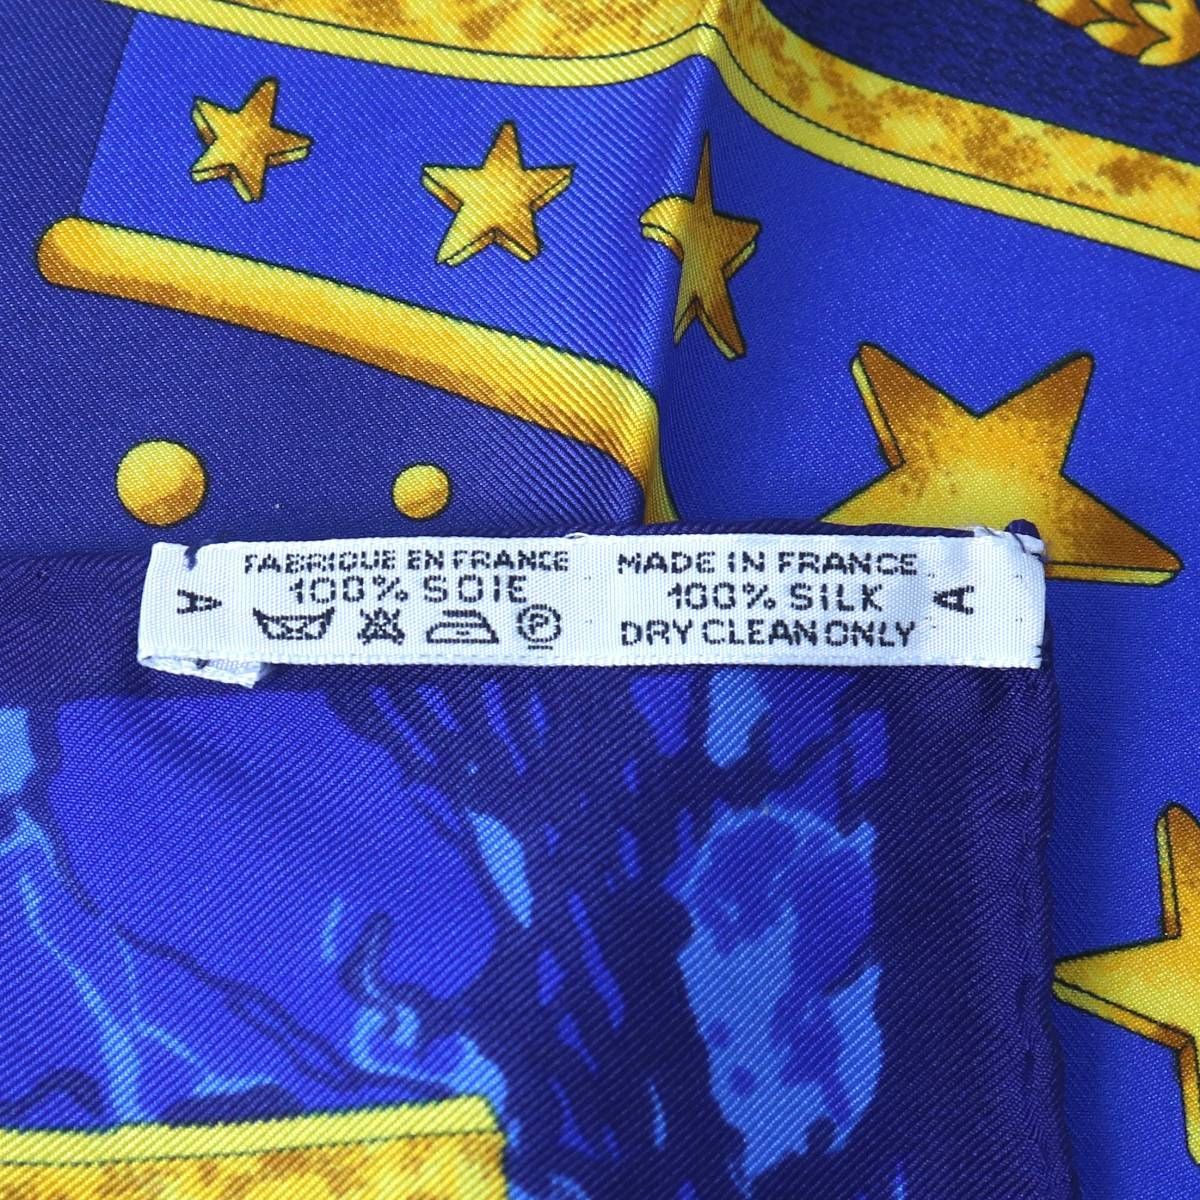 FABRIQUE EN FRANCE
100% SOIE
P
MADE IN FRANCE
100% SILK
DRY CLEAN ONLY
A
A